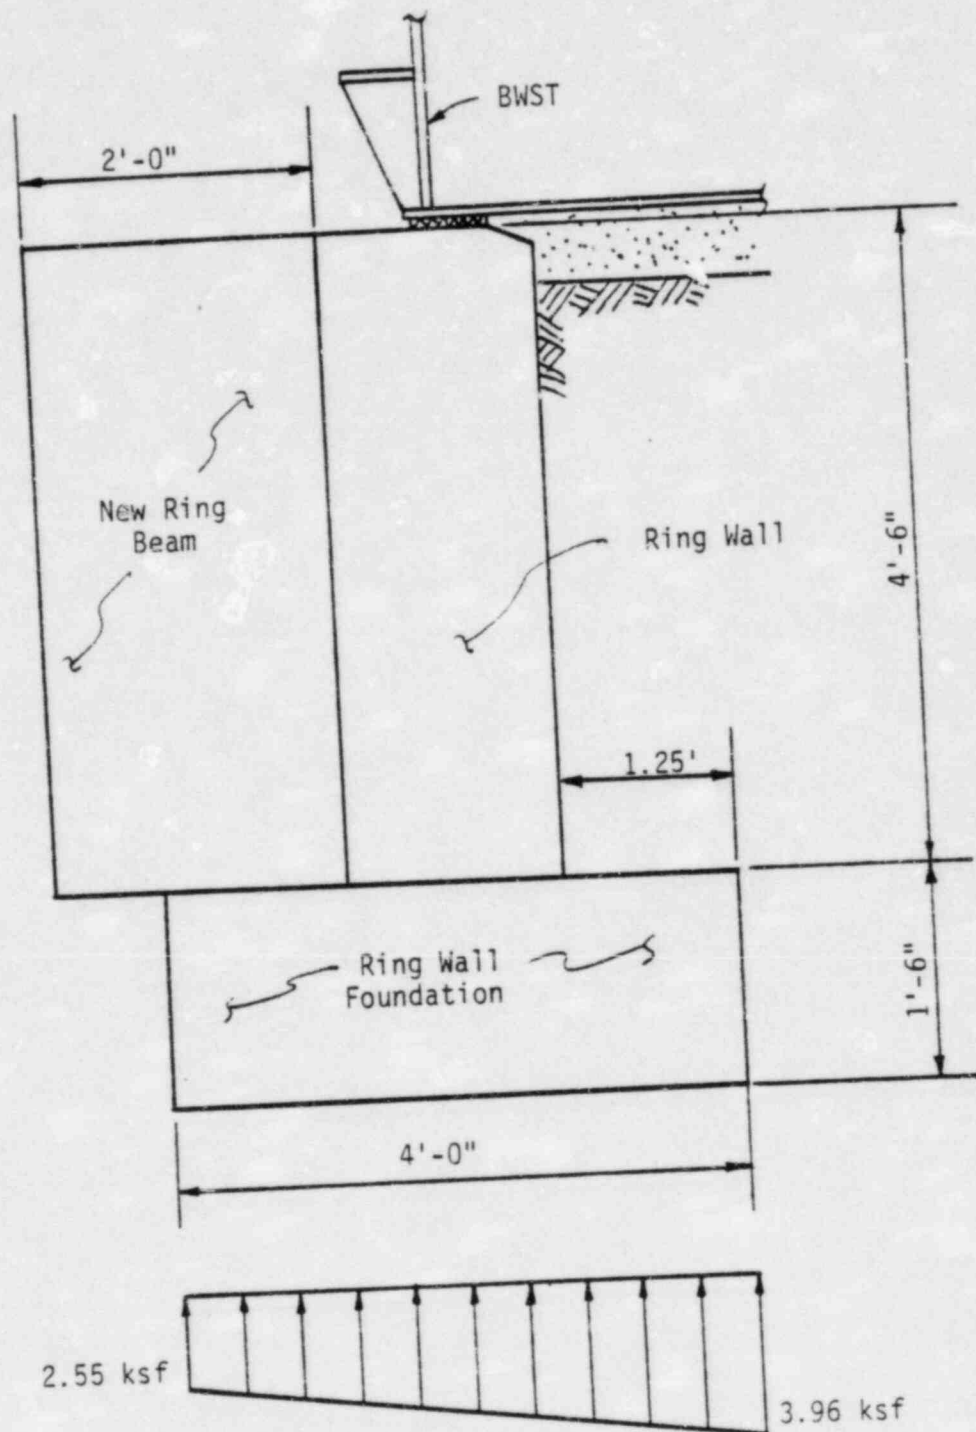 BWST
2'-0"
New Ring
Beam
Ring Wall
4'-6"
1.25'
Ring Wall
Foundation
1'-6"
4'-0"
2.55 ksf
3.96 ksf